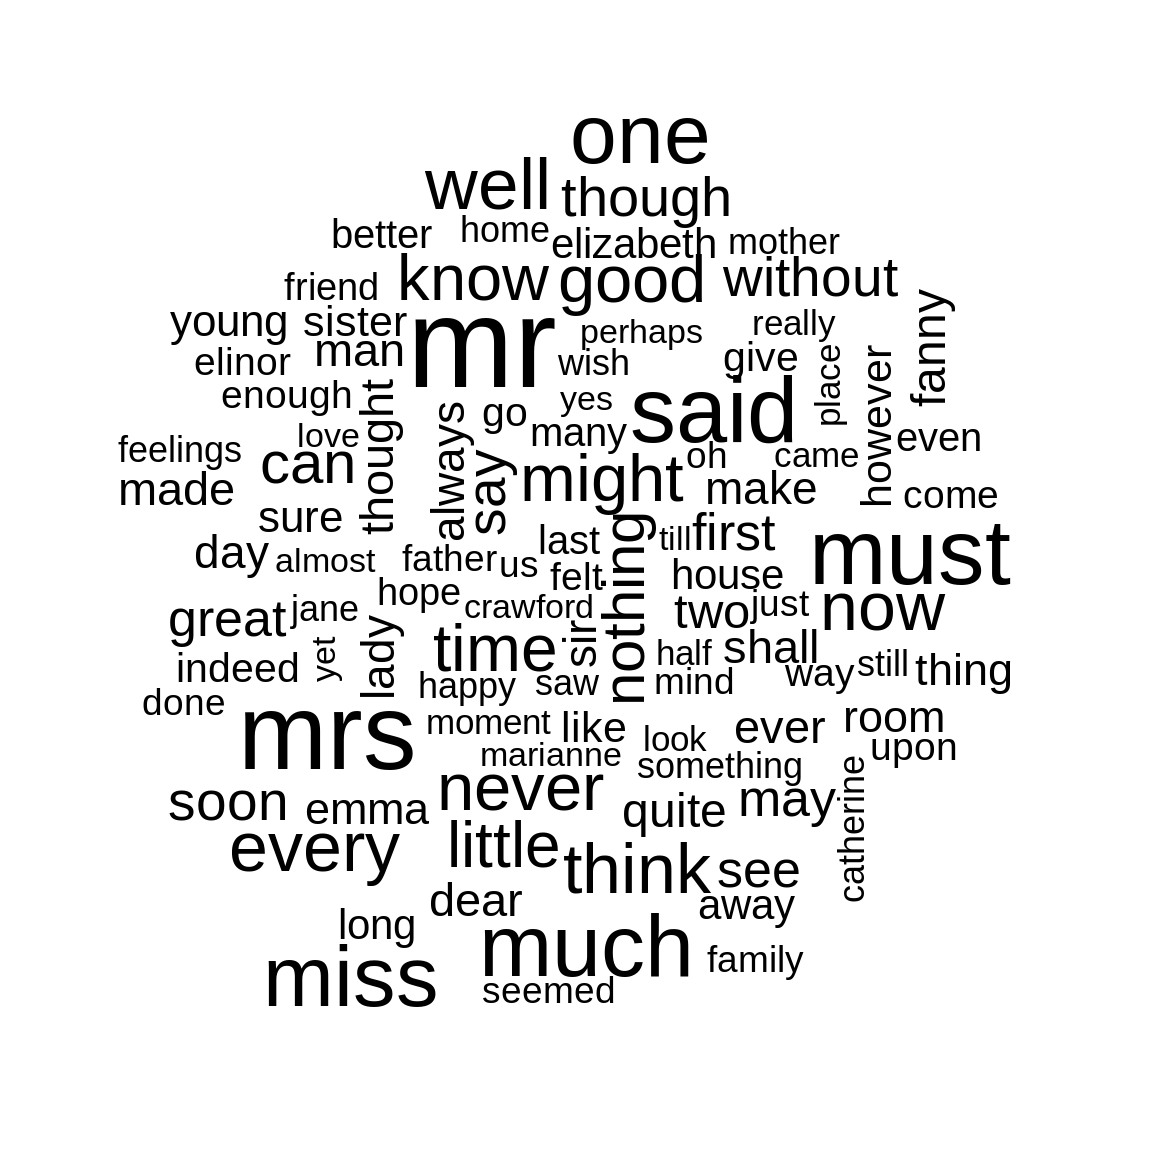 one
well
though
better
home
elizabeth
mother
know
good
without
friend
fanny
young
sister
mr
perhaps
really
man
elinor
wish
give
place
however
enough
thought
yes
said
go
always
many
love
feelings
can
say
might
oh
came
even
made
make
come
sure
nothing
last
till
first
must
day
almost
father
us
felt
house
hope
jane
crawford
two
just
now
great
lady
time
sir
half
shall
yet
indeed
way
still
thing
happy
saw
mind
done
mrs
moment
like
ever
room
look
upon
marianne
something
catherine
never
soon
emma
quite
may
every
little
think
see
dear
away
long
much
family
miss
seemed